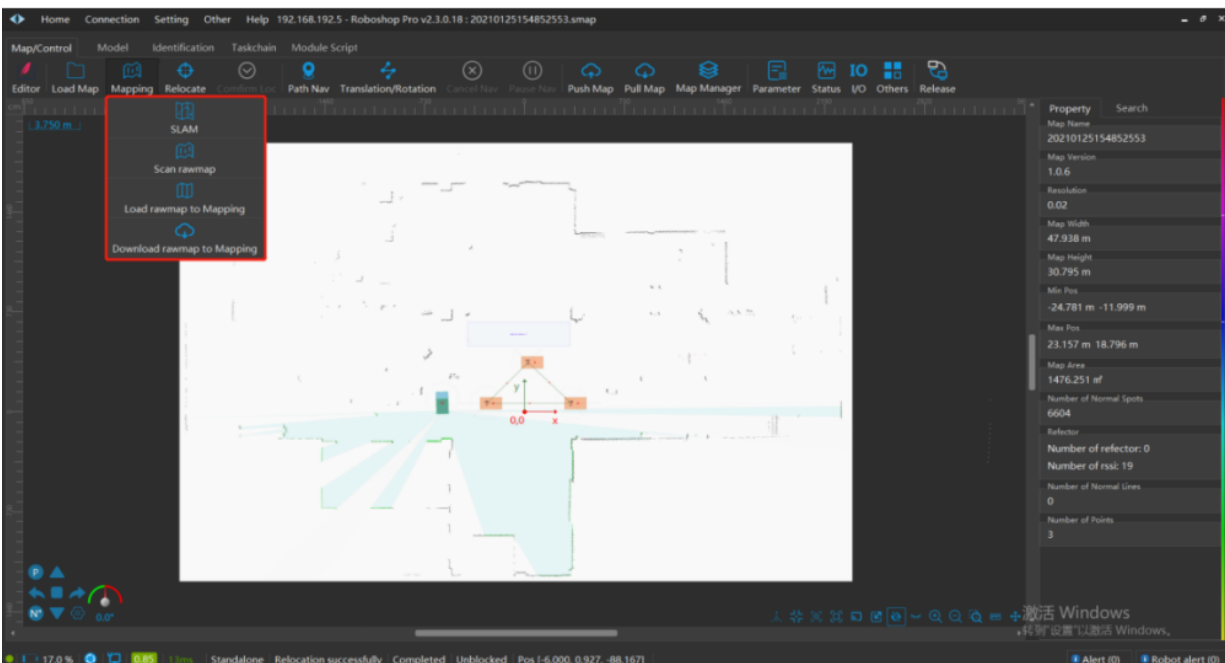 Home Connection Setting Other Help 192.168.192.5 - Roboshop Pro v2.3.0.18 : 20210125154852553.smap
Map/Control Model Identification Taskchain Module Script
Editor Load Map Mapping Relocate Comfirm Loc Path Nav Translation/Rotation Cancel Nav Pause Nav Push Map Pull Map Map Manager Parameter Status I/O Others Release
IO
3.750 m
SLAM
Scan rawmap
Load rawmap to Mapping
Download rawmap to Mapping
y
0,0 x
Property Search
Map Name
20210125154852553
Map Version
1.0.6
Resolution
0.02
Map Width
47.938 m
Map Height
30.795 m
Min Pos
-24.781 m -11.999 m
Max Pos
23.157 m 18.796 m
Map Area
1476.251 ㎡
Number of Normal Spots
6604
Refector
Number of refector: 0
Number of rssi: 19
Number of Normal Lines
0
Number of Points
3
P
N°
0.0°
激活 Windows
转到"设置"以激活 Windows。
17.0 % 0.85 13ms Standalone Relocation successfully Completed Unblocked Pos [-6.000, 0.927, -88.167] Alert (0) Robot alert (0)